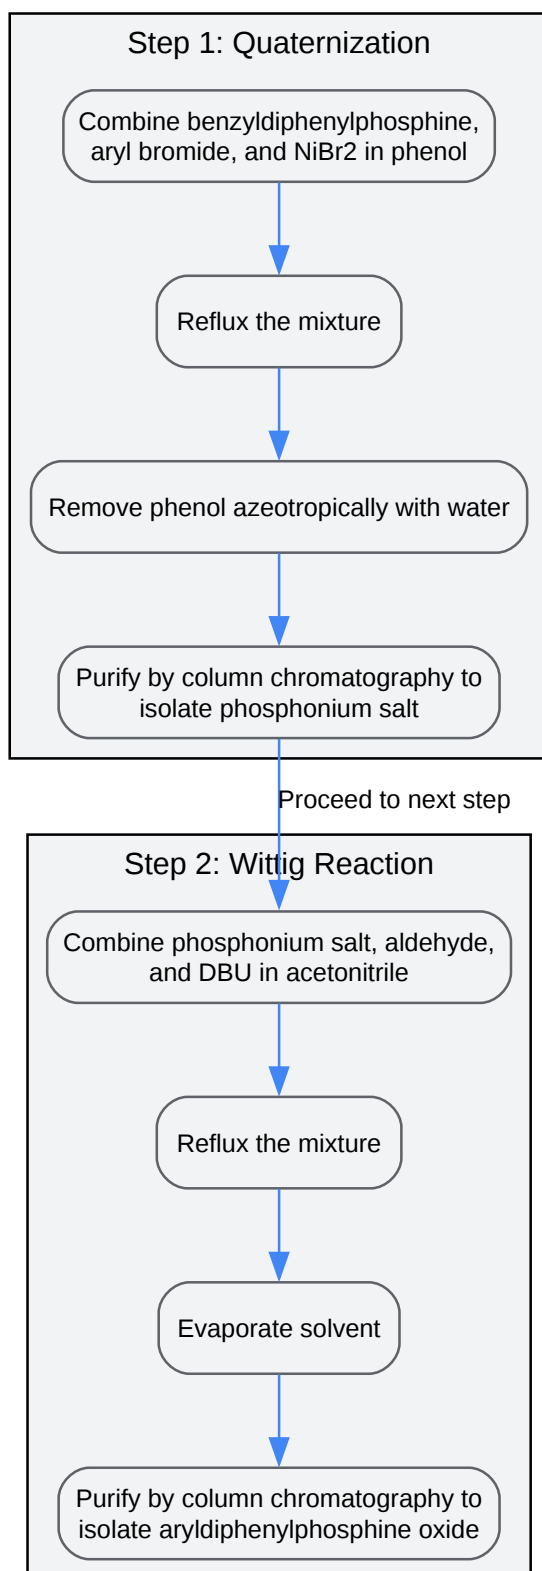 Step 1: Quaternization
Combine benzyldiphenylphosphine,
aryl bromide, and NiBr2 in phenol
Reflux the mixture
Remove phenol azeotropically with water
Purify by column chromatography to
isolate phosphonium salt
Proceed to next step
Step 2: Wittig Reaction
Combine phosphonium salt, aldehyde,
and DBU in acetonitrile
Reflux the mixture
Evaporate solvent
Purify by column chromatography to
isolate aryldiphenylphosphine oxide